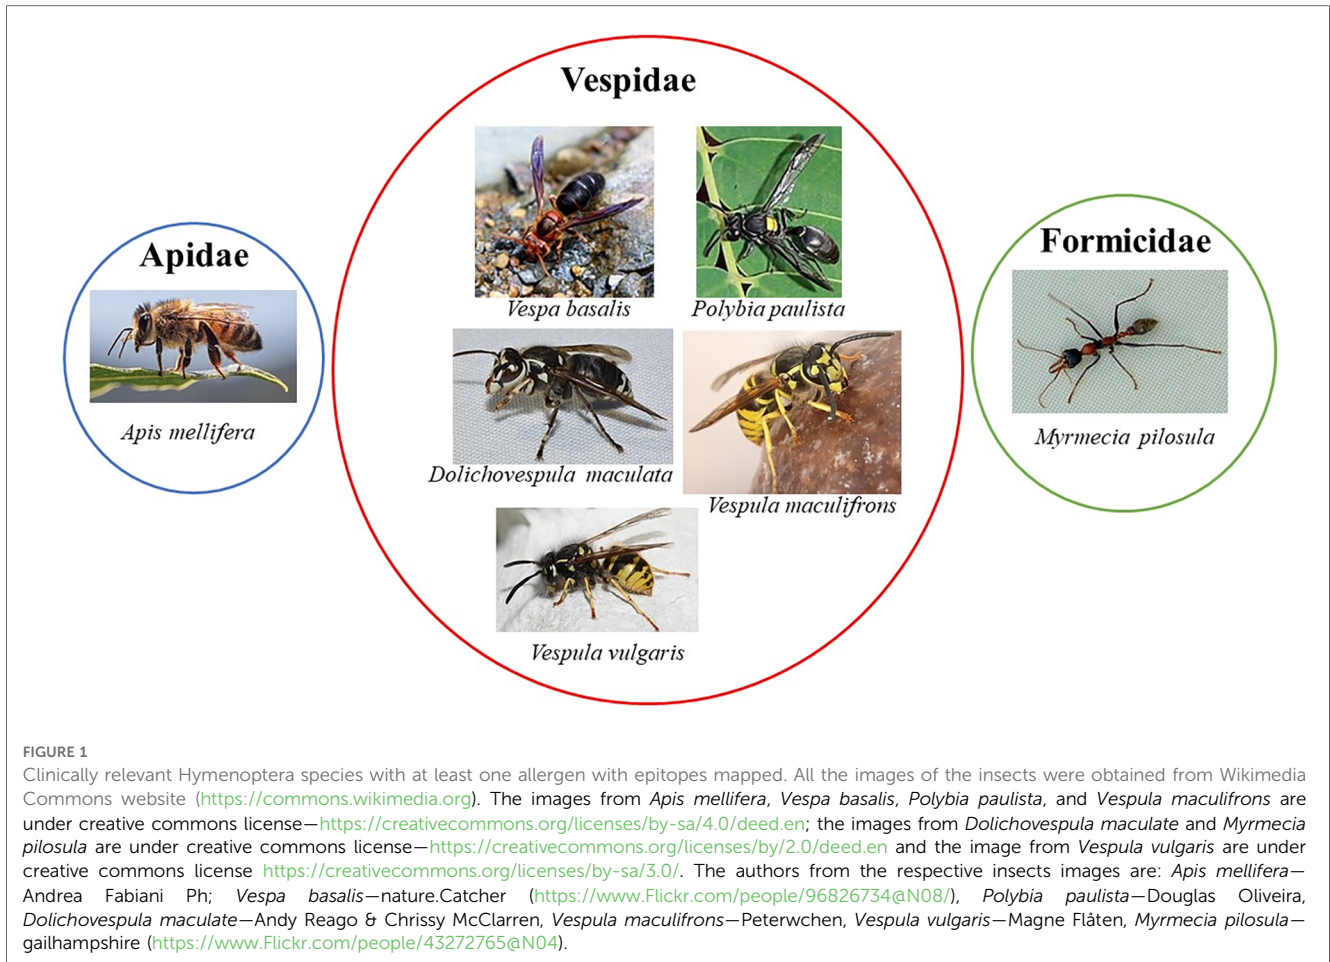 Vespidae
Apidae
Formicidae
Vespa basalis
Polybia paulista
Apis mellifera
Myrmecia pilosula
Dolichovespula maculata
Vespula maculifrons
Vespula vulgaris
FIGURE 1
Clinically relevant Hymenoptera species with at least one allergen with epitopes mapped. All the images of the insects were obtained from Wikimedia
Commons website (https://commons.wikimedia.org). The images from Apis mellifera, Vespa basalis, Polybia paulista, and Vespula maculifrons are
under creative commons license—https://creativecommons.org/licenses/by-sa/4.0/deed.en; the images from Dolichovespula maculate and Myrmecia
pilosula are under creative commons license—https://creativecommons.org/licenses/by/2.0/deed.en and the image from Vespula vulgaris are under
creative commons license https://creativecommons.org/licenses/by-sa/3.0/. The authors from the respective insects images are: Apis mellifera—
Andrea Fabiani Ph; Vespa basalis—nature.Catcher (https://www.Flickr.com/people/96826734@N08/), Polybia paulista—Douglas Oliveira,
Dolichovespula maculate—Andy Reago & Chrissy McClarren, Vespula maculifrons—Peterwchen, Vespula vulgaris—Magne Flåten, Myrmecia pilosula—
gailhampshire (https://www.Flickr.com/people/43272765@N04).